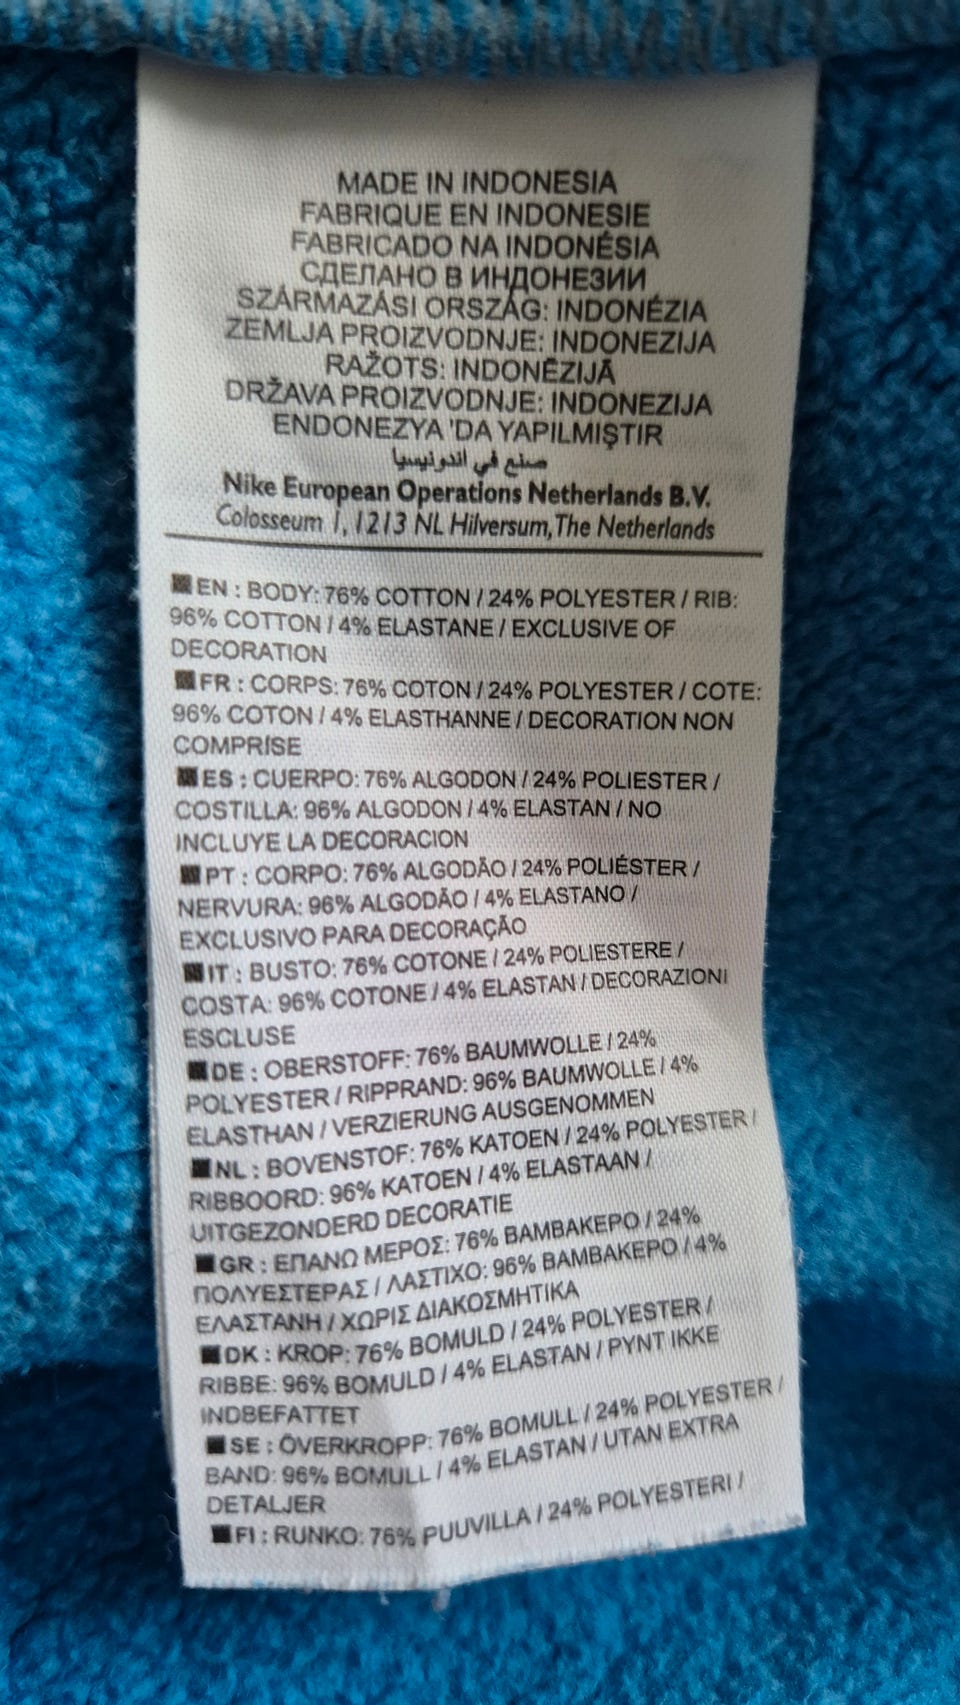 MADE IN INDONESIA
FABRIQUE EN INDONESIE
FABRICADO NA INDONÉSIA
СДЕЛАНО В ИНДОНЕЗИИ
SZÁRMAZÁSI ORSZÁG: INDONÉZIA
ZEMLJA PROIZVODNJE: INDONEZIJA
RAŽOTS: INDONĒZIJĀ
DRŽAVA PROIZVODNJE: INDONEZIJA
ENDONEZYA 'DA YAPILMIŞTIR
صنع في اندونيسيا
Nike European Operations Netherlands B.V.
Colosseum 1, 1213 NL Hilversum, The Netherlands
EN : BODY: 76% COTTON / 24% POLYESTER / RIB:
96% COTTON / 4% ELASTANE / EXCLUSIVE OF
DECORATION
FR : CORPS: 76% COTON / 24% POLYESTER / COTE:
96% COTON / 4% ELASTHANNE / DECORATION NON
COMPRISE
ES : CUERPO: 76% ALGODON / 24% POLIESTER /
COSTILLA: 96% ALGODON / 4% ELASTAN / NO
INCLUYE LA DECORACION
PT : CORPO: 76% ALGODÃO / 24% POLIÉSTER /
NERVURA: 96% ALGODÃO / 4% ELASTANO /
EXCLUSIVO PARA DECORAÇÃO
IT : BUSTO: 76% COTONE / 24% POLIESTERE /
COSTA: 96% COTONE / 4% ELASTAN / DECORAZIONI
ESCLUSE
DE : OBERSTOFF: 76% BAUMWOLLE / 24%
POLYESTER / RIPPRAND: 96% BAUMWOLLE / 4%
ELASTHAN / VERZIERUNG AUSGENOMMEN
NL : BOVENSTOF: 76% KATOEN / 24% POLYESTER /
RIBBOORD: 96% KATOEN / 4% ELASTAAN /
UITGEZONDERD DECORATIE
GR : ΕΠΑΝΩ ΜΕΡΟΣ: 76% ΒΑΜΒΑΚΕΡΟ / 24%
ΠΟΛΥΕΣΤΕΡΑΣ / ΛΑΣΤΙΧΟ: 96% ΒΑΜΒΑΚΕΡΟ / 4%
ΕΛΑΣΤΑΝΗ / ΧΩΡΙΣ ΔΙΑΚΟΣΜΗΤΙΚΑ
DK : KROP: 76% BOMULD / 24% POLYESTER /
RIBBE: 96% BOMULD / 4% ELASTAN / PYNT IKKE
INDBEFATTET
SE : ÖVERKROPP: 76% BOMULL / 24% POLYESTER /
BAND: 96% BOMULL / 4% ELASTAN / UTAN EXTRA
DETALJER
FI : RUNKO: 76% PUUVILLA / 24% POLYESTERI /